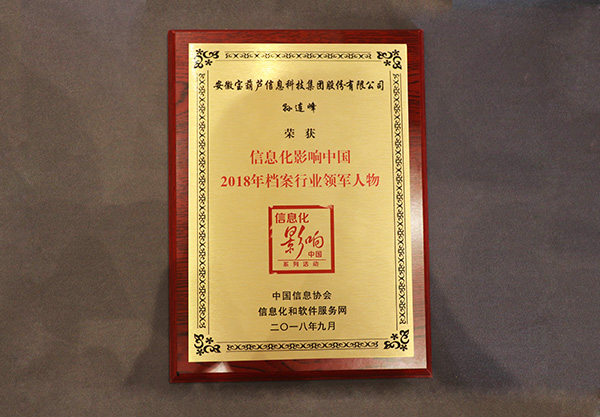 安徽宝葫芦信息科技集团股份有限公司
孙连峰
荣获
信息化影响中国
2018年档案行业领军人物
信息化
影响
中国
系列活动
中国信息协会
信息化和软件服务网
二〇一八年九月